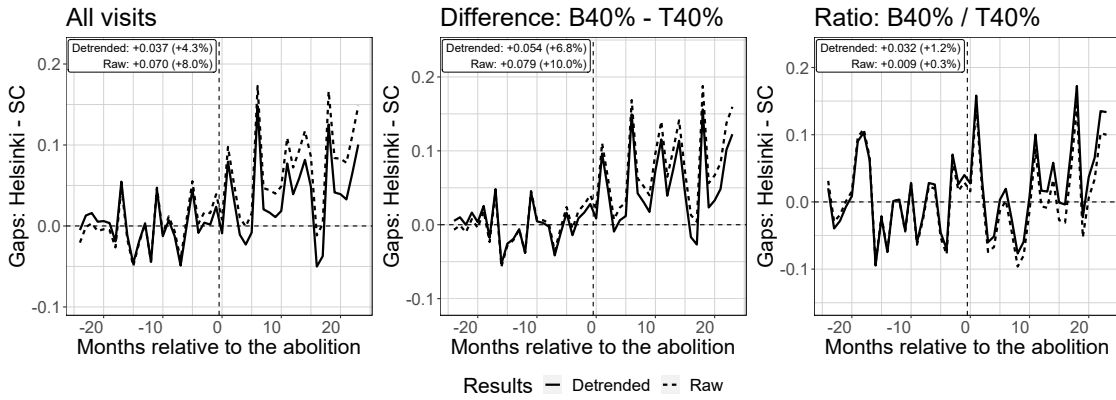 All visits
Difference: B40% - T40%
Ratio: B40% / T40%
Detrended: +0.037 (+4.3%)
Raw: +0.070 (+8.0%)
Detrended: +0.054 (+6.8%)
Raw: +0.079 (+10.0%)
Detrended: +0.032 (+1.2%)
Raw: +0.009 (+0.3%)
Gaps: Helsinki - SC
0.2
0.1
0.0
-0.1
Gaps: Helsinki - SC
0.2
0.1
0.0
-0.1
Gaps: Helsinki - SC
0.2
0.1
0.0
-0.1
-20 -10 0 10 20
-20 -10 0 10 20
-20 -10 0 10 20
Months relative to the abolition
Months relative to the abolition
Months relative to the abolition
Results Detrended Raw